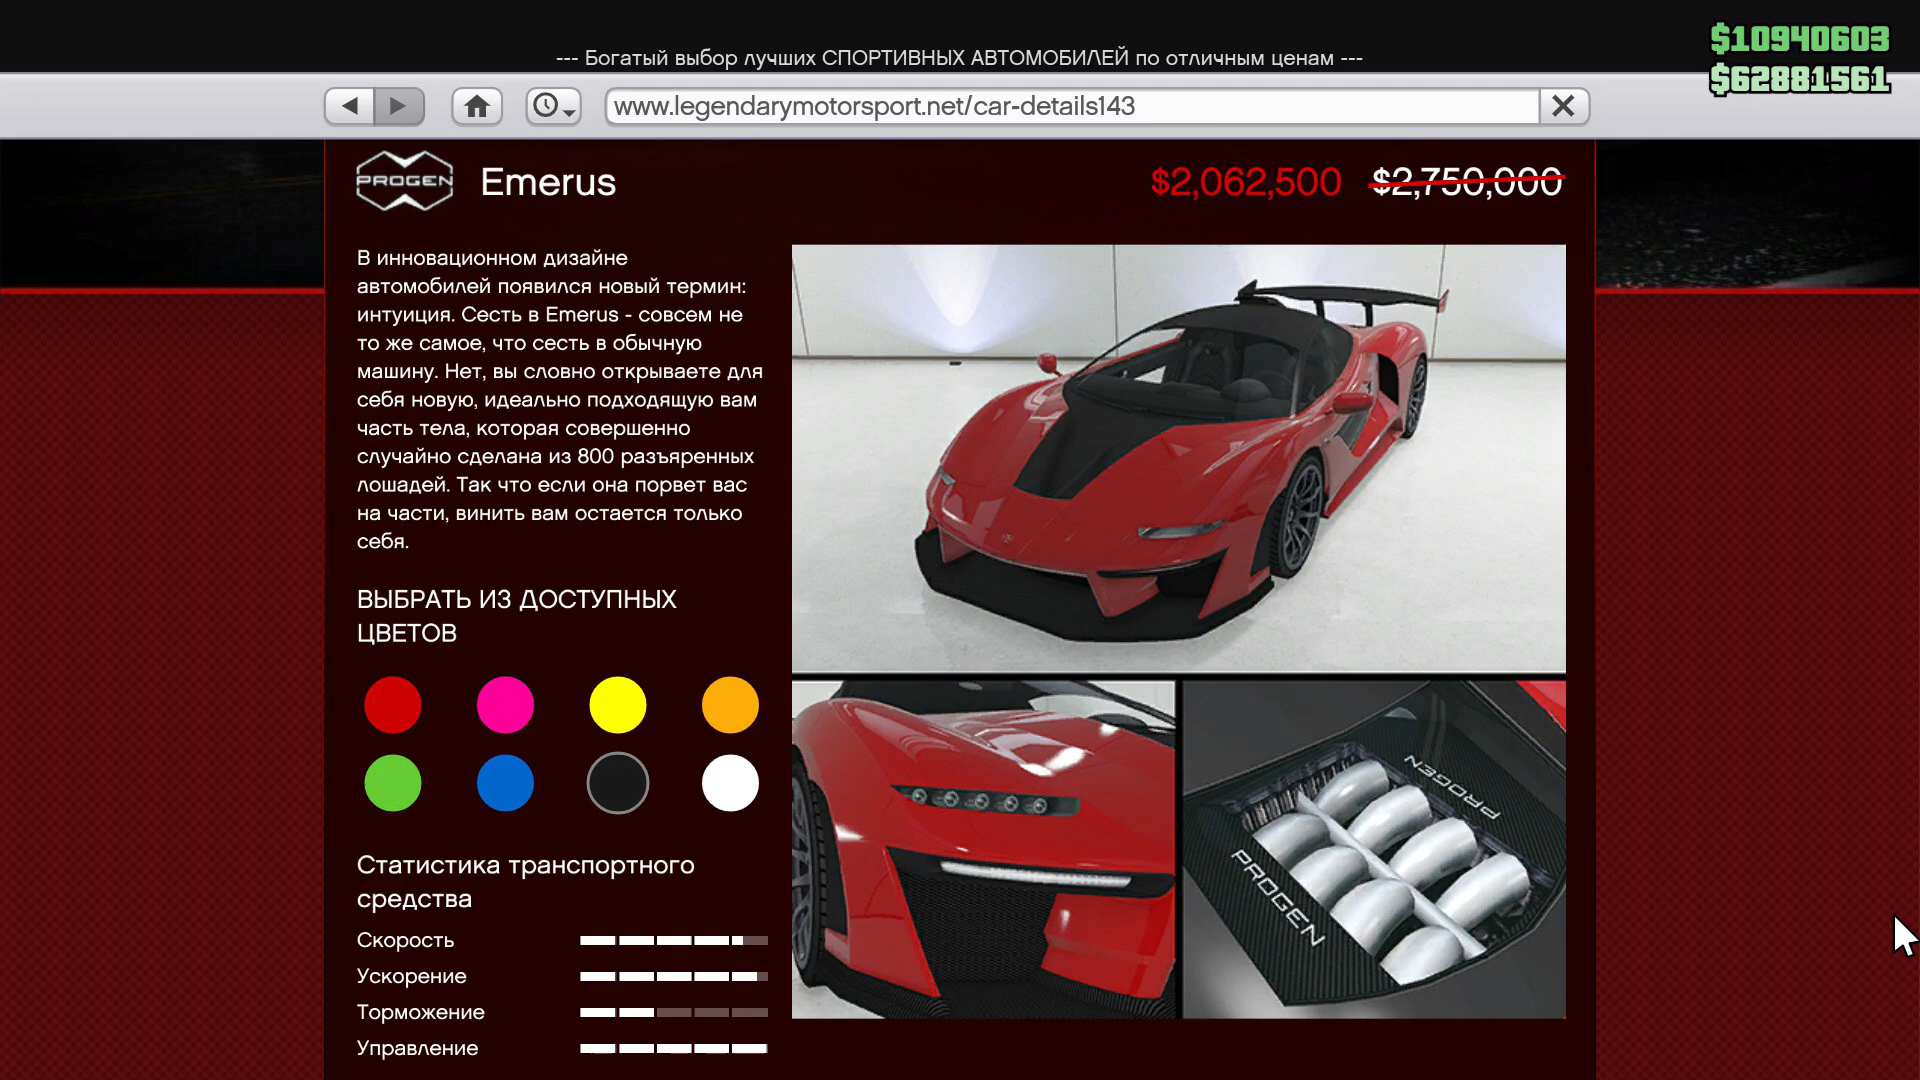 --- Богатый выбор лучших СПОРТИВНЫХ АВТОМОБИЛЕЙ по отличным ценам ---
$10940603
$62881561
www.legendarymotorsport.net/car-details143
PROGEN
Emerus
$2,062,500 $2,750,000
В инновационном дизайне
автомобилей появился новый термин:
интуиция. Сесть в Emerus - совсем не
то же самое, что сесть в обычную
машину. Нет, вы словно открываете для
себя новую, идеально подходящую вам
часть тела, которая совершенно
случайно сделана из 800 разъяренных
лошадей. Так что если она порвет вас
на части, винить вам остается только
себя.
ВЫБРАТЬ ИЗ ДОСТУПНЫХ
ЦВЕТОВ
Статистика транспортного
средства
Скорость
Ускорение
Торможение
Управление
PROGEN
PROGEN